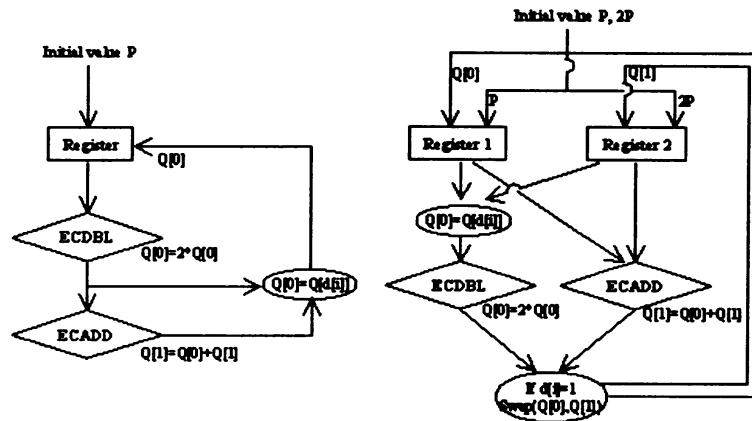 Initial value P
Register
Q[0]
ECDBL
Q[0]=2*Q[0]
Q[0]=Q[d[i]]
ECADD
Q[1]=Q[0]+Q[1]
Initial value P, 2P
Q[0]
Q[1]
P
2P
Register 1
Register 2
Q[0]=Q[d[i]]
ECDBL
Q[0]=2*Q[0]
ECADD
Q[1]=Q[0]+Q[1]
If d[i]=1
Swap(Q[0],Q[1])